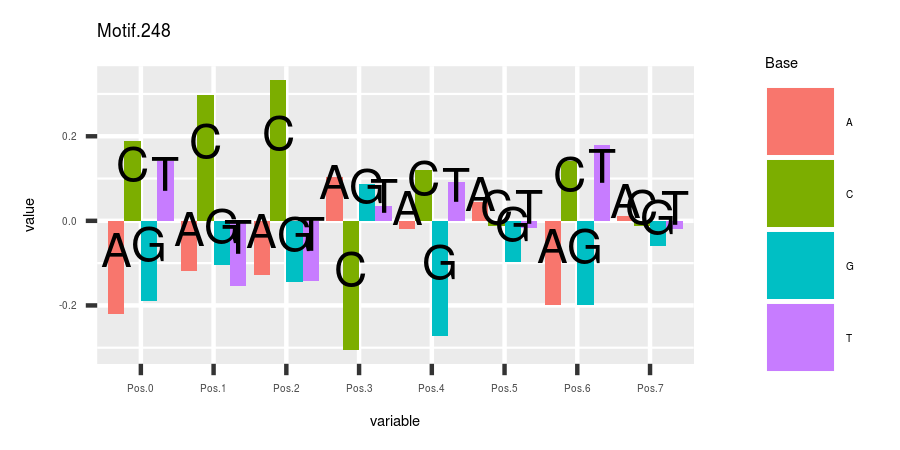 Motif.248
value
0.2
0.0
-0.2
A C G T A C G T A C G T A C G T A C G T A C G T A C G T A C G T
Pos.0 Pos.1 Pos.2 Pos.3 Pos.4 Pos.5 Pos.6 Pos.7
variable
Base
A
C
G
T